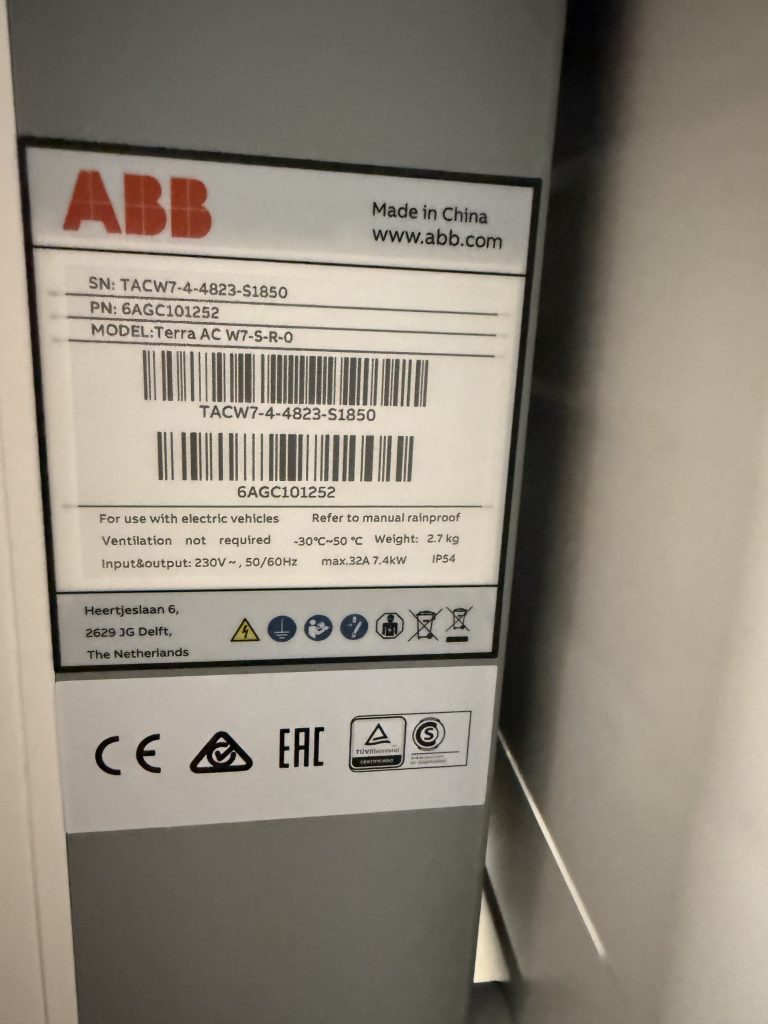 ABB
Made in China
www.abb.com
SN: TACW7-4-4823-S1850
PN: 6AGC101252
MODEL:Terra AC W7-S-R-0
TACW7-4-4823-S1850
6AGC101252
For use with electric vehicles Refer to manual rainproof
Ventilation not required -30℃~50 ℃ Weight: 2.7 kg
Input&output: 230V ~ , 50/60Hz max.32A 7.4kW IP54
Heertjeslaan 6,
2629 JG Delft,
The Netherlands
CE
EAC
TÜVRheinland
CERTIFIED
S